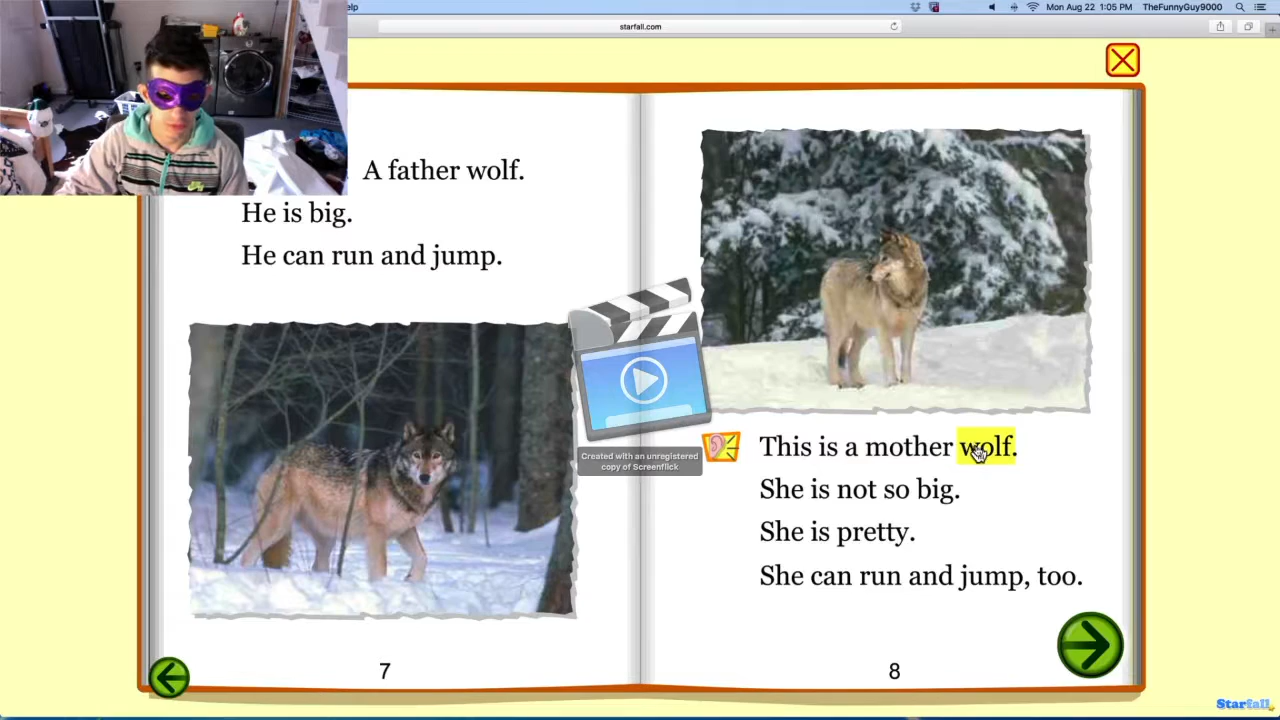 elp
Mon Aug 22 1:05 PM TheFunnyGuy9000
starfall.com
A father wolf.
He is big.
He can run and jump.
Created with an unregistered
copy of Screenflick
This is a mother wolf.
She is not so big.
She is pretty.
She can run and jump, too.
7
8
Starfall